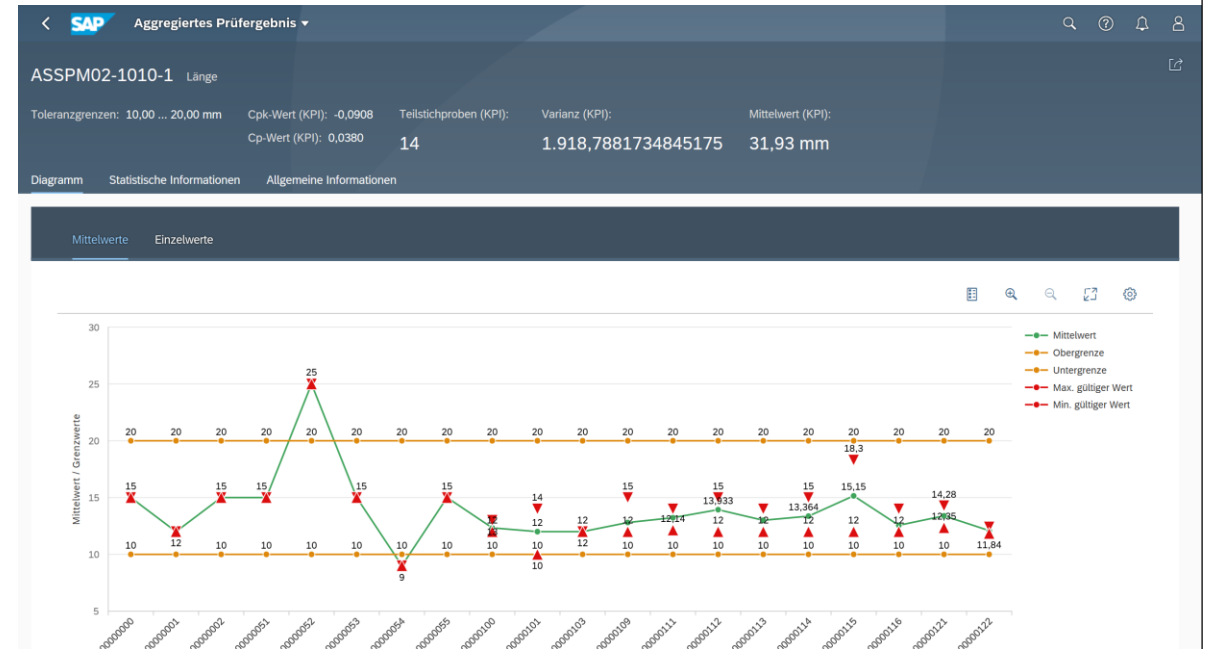 SAP Aggregiertes Prüfergebnis
ASSPM02-1010-1 Länge
Toleranzgrenzen: 10,00 ... 20,00 mm
Cpk-Wert (KPI): -0,0908
Cp-Wert (KPI): 0,0380
Teilstichproben (KPI):
14
Varianz (KPI):
1.918,7881734845175
Mittelwert (KPI):
31,93 mm
Diagramm Statistische Informationen Allgemeine Informationen
Mittelwerte Einzelwerte
Mittelwert / Grenzwerte
30
25
20
15
10
5
25
20 20 20 20 20 20 20 20 20 20 20 20 20 20 20 20 20 20 20 20
18,3
15 15 15 15 15 14 15 15 15 15,15 14,28
13,933 13,364
12 12 12 12 12 12,14 12 12 12 12 12 12,35
12 12
10 10 10 10 10 10 10 10 10 10 10 10 10 10 10 10 10 11,84
9 10
Mittelwert
Obergrenze
Untergrenze
Max. gültiger Wert
Min. gültiger Wert